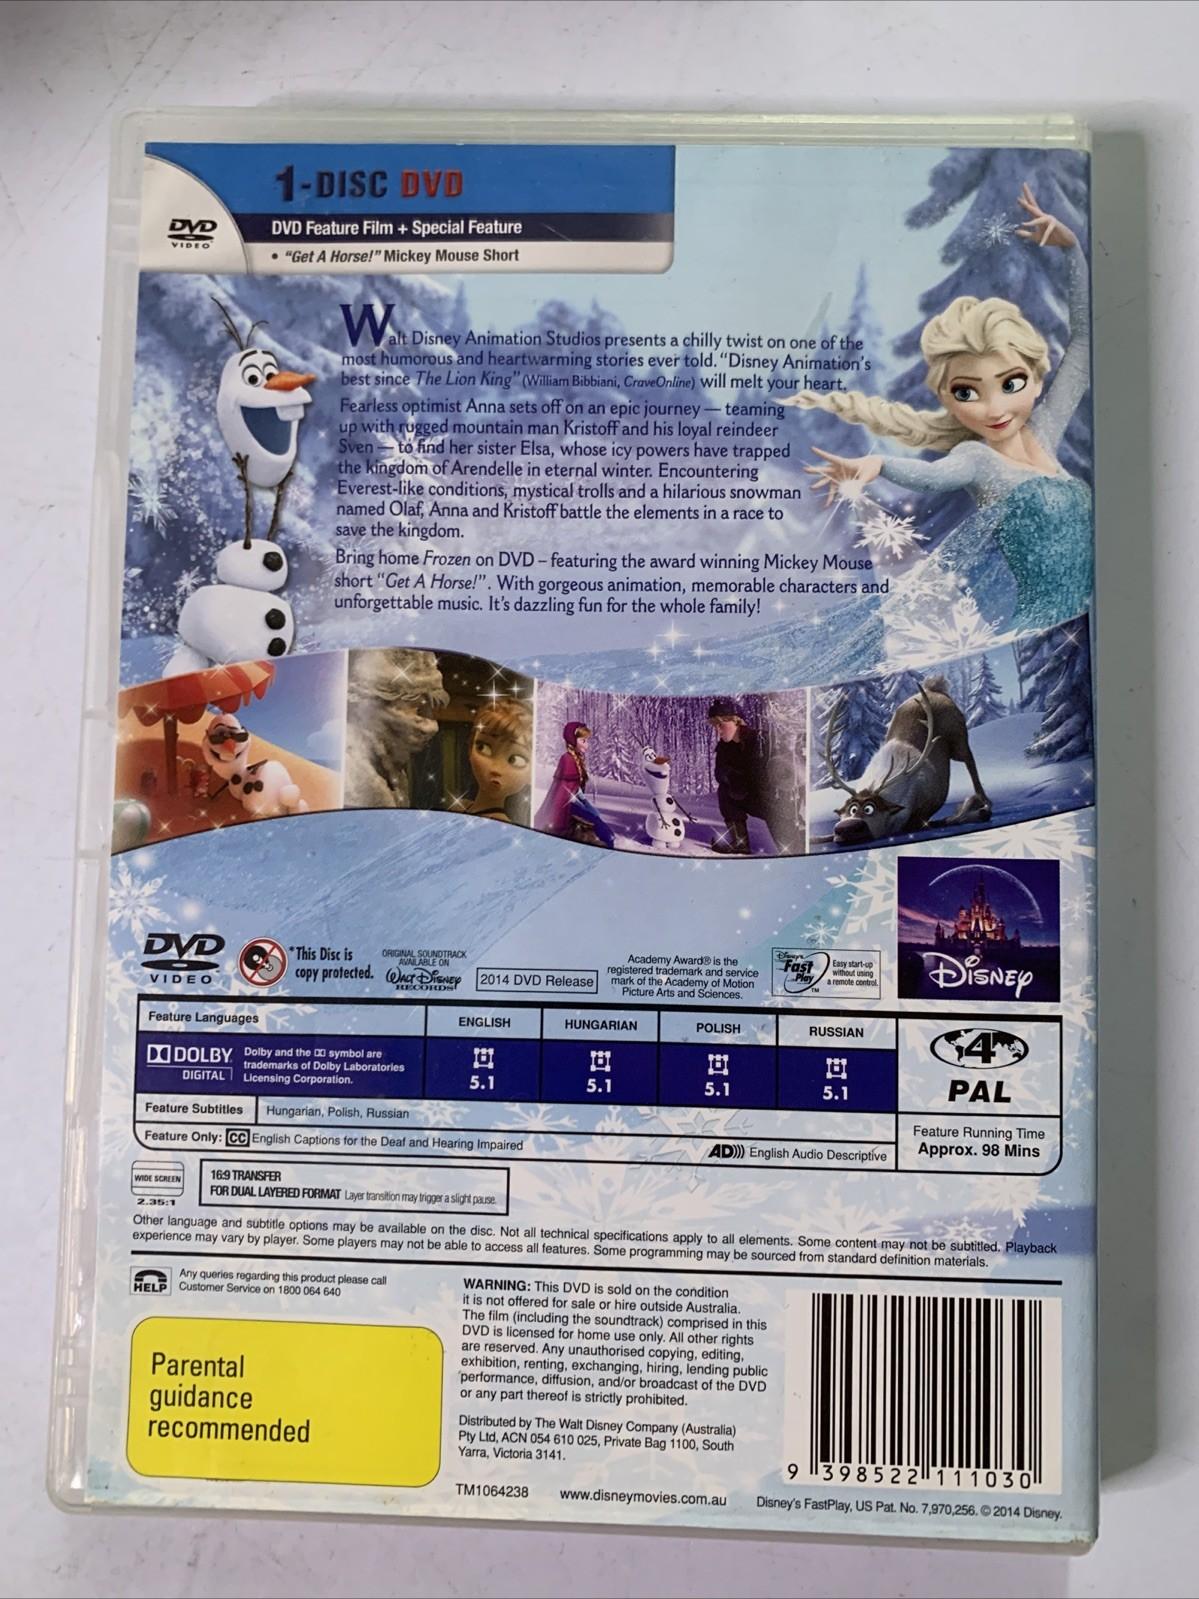 1-DISC DVD
DVD
VIDEO
DVD Feature Film + Special Feature
• "Get A Horse!" Mickey Mouse Short
Walt Disney Animation Studios presents a chilly twist on one of the
most humorous and heartwarming stories ever told. "Disney Animation's
best since The Lion King" (William Bibbiani, CraveOnline) will melt your heart.
Fearless optimist Anna sets off on an epic journey — teaming
up with rugged mountain man Kristoff and his loyal reindeer
Sven — to find her sister Elsa, whose icy powers have trapped
the kingdom of Arendelle in eternal winter. Encountering
Everest-like conditions, mystical trolls and a hilarious snowman
named Olaf, Anna and Kristoff battle the elements in a race to
save the kingdom.
Bring home Frozen on DVD – featuring the award winning Mickey Mouse
short "Get A Horse!". With gorgeous animation, memorable characters and
unforgettable music. It's dazzling fun for the whole family!
DVD
VIDEO
*This Disc is
copy protected.
ORIGINAL SOUNDTRACK
AVAILABLE ON
WALT DISNEY
RECORDS
2014 DVD Release
Academy Award® is the
registered trademark and service
mark of the Academy of Motion
Picture Arts and Sciences.
Disney's
Fast
Play
TM
Easy start-up
without using
a remote control.
DISNEY
Feature Languages
ENGLISH
HUNGARIAN
POLISH
RUSSIAN
DOLBY
DIGITAL
Dolby and the DD symbol are
trademarks of Dolby Laboratories
Licensing Corporation.
5.1
5.1
5.1
5.1
4
PAL
Feature Subtitles
Hungarian, Polish, Russian
Feature Only: CC English Captions for the Deaf and Hearing Impaired
AD))) English Audio Descriptive
Feature Running Time
Approx. 98 Mins
WIDE SCREEN
2.35:1
16:9 TRANSFER
FOR DUAL LAYERED FORMAT Layer transition may trigger a slight pause.
Other language and subtitle options may be available on the disc. Not all technical specifications apply to all elements. Some content may not be subtitled. Playback
experience may vary by player. Some players may not be able to access all features. Some programming may be sourced from standard definition materials.
HELP
Any queries regarding this product please call
Customer Service on 1800 064 640
Parental
guidance
recommended
WARNING: This DVD is sold on the condition
it is not offered for sale or hire outside Australia.
The film (including the soundtrack) comprised in this
DVD is licensed for home use only. All other rights
are reserved. Any unauthorised copying, editing,
exhibition, renting, exchanging, hiring, lending public
performance, diffusion, and/or broadcast of the DVD
or any part thereof is strictly prohibited.
Distributed by The Walt Disney Company (Australia)
Pty Ltd, ACN 054 610 025, Private Bag 1100, South
Yarra, Victoria 3141.
9 398522 111030
TM1064238
www.disneymovies.com.au
Disney's FastPlay, US Pat. No. 7,970,256. © 2014 Disney.